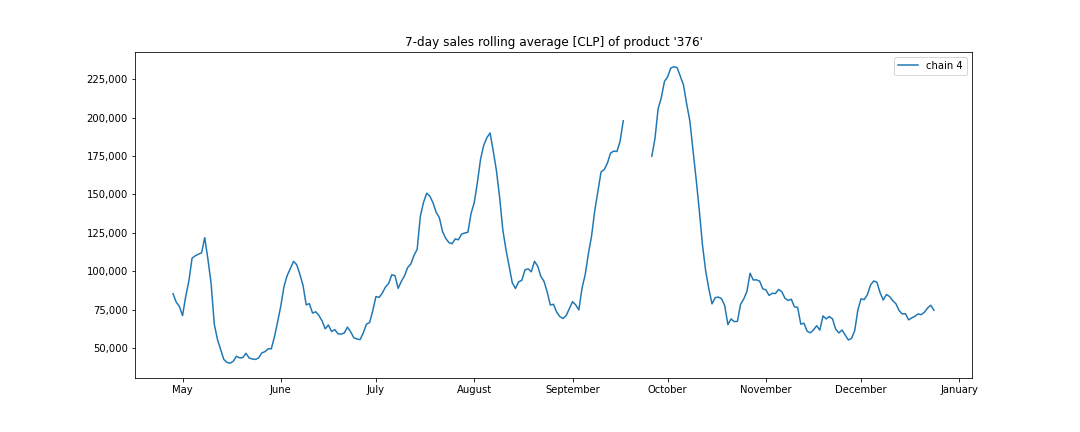 7-day sales rolling average [CLP] of product '376'
chain 4
225,000
200,000
175,000
150,000
125,000
100,000
75,000
50,000
May June July August September October November December January